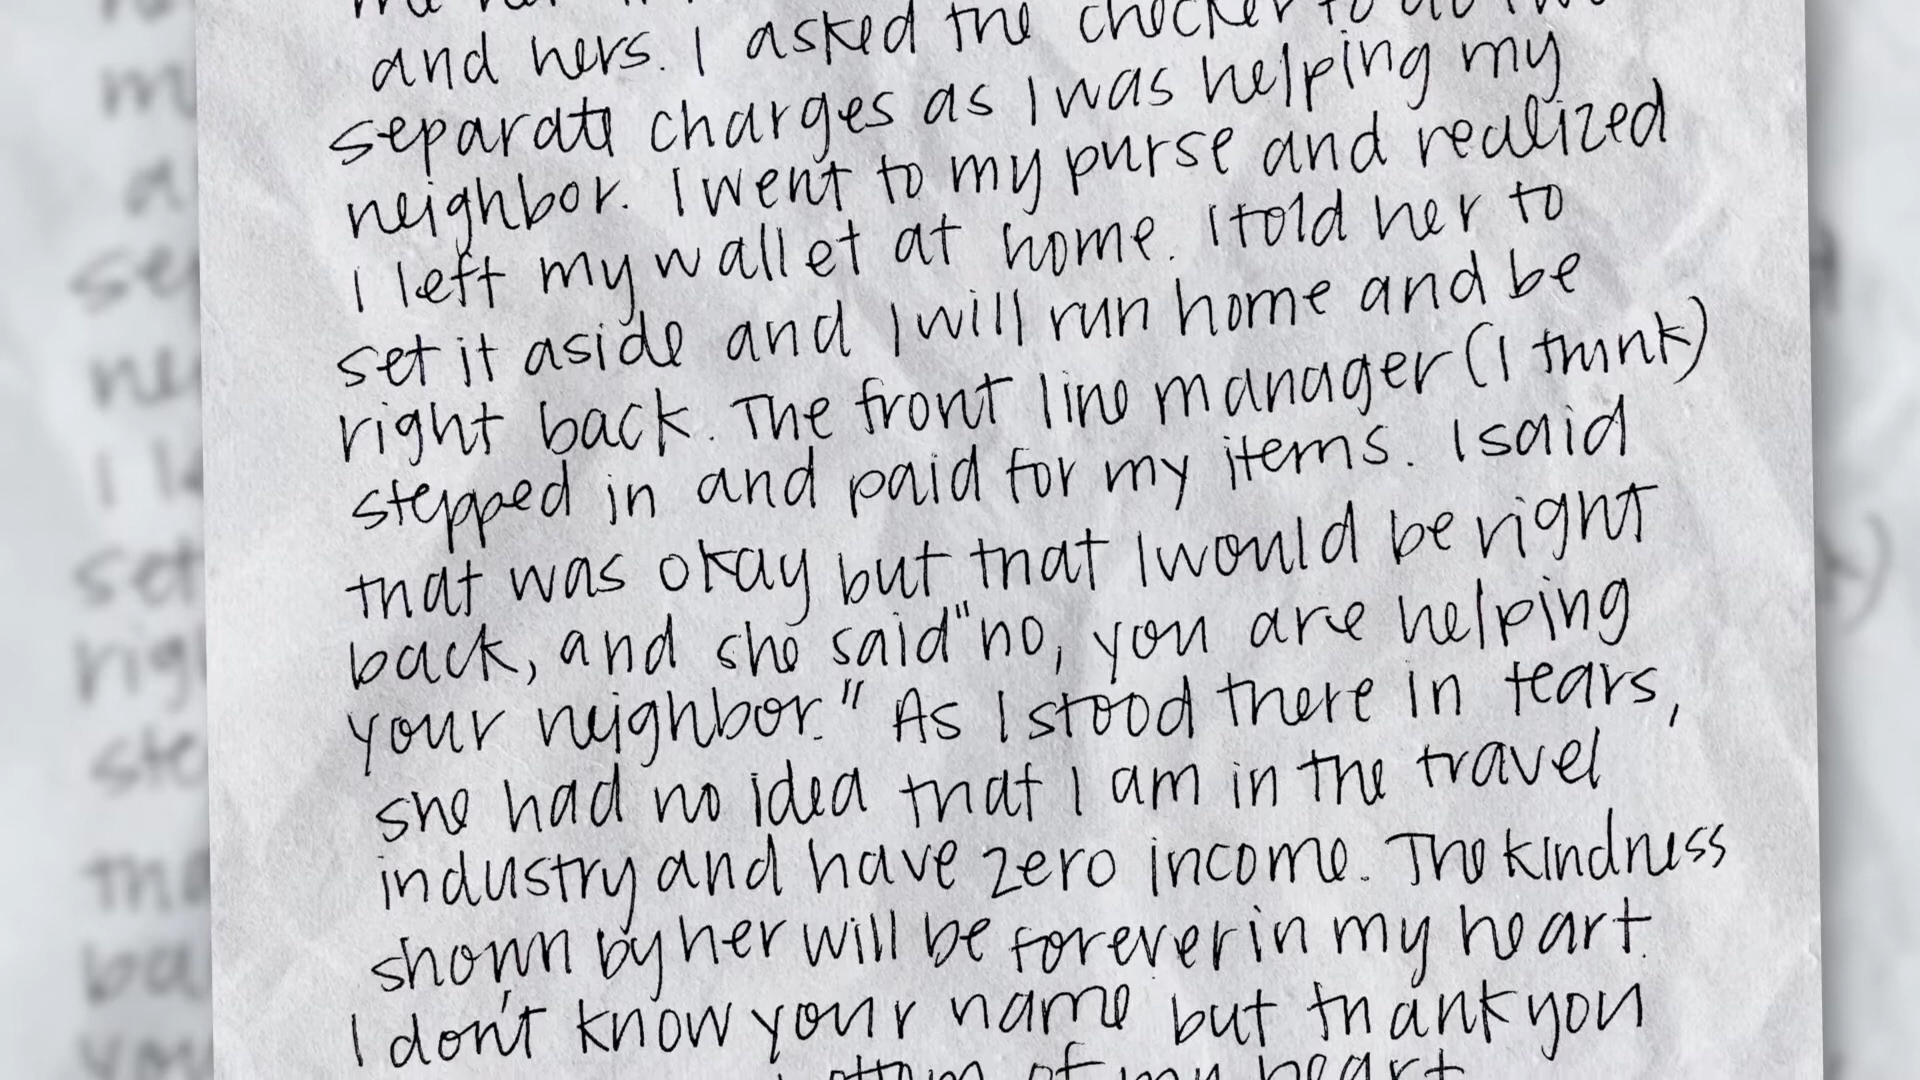 and hers. I asked the checker to do two
separate charges as I was helping my
neighbor. I went to my purse and realized
I left my wallet at home. I told her to
set it aside and I will run home and be
right back. The front line manager (I think)
stepped in and paid for my items. I said
that was okay but that I would be right
back, and she said "no, you are helping
your neighbor." As I stood there in tears,
she had no idea that I am in the travel
industry and have zero income. The kindness
shown by her will be forever in my heart.
I don't know your name but thank you
bottom of my heart